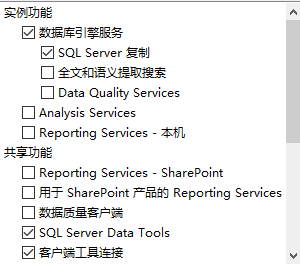 实例功能
数据库引擎服务
SQL Server 复制
全文和语义提取搜索
Data Quality Services
Analysis Services
Reporting Services - 本机
共享功能
Reporting Services - SharePoint
用于 SharePoint 产品的 Reporting Services
数据质量客户端
SQL Server Data Tools
客户端工具连接